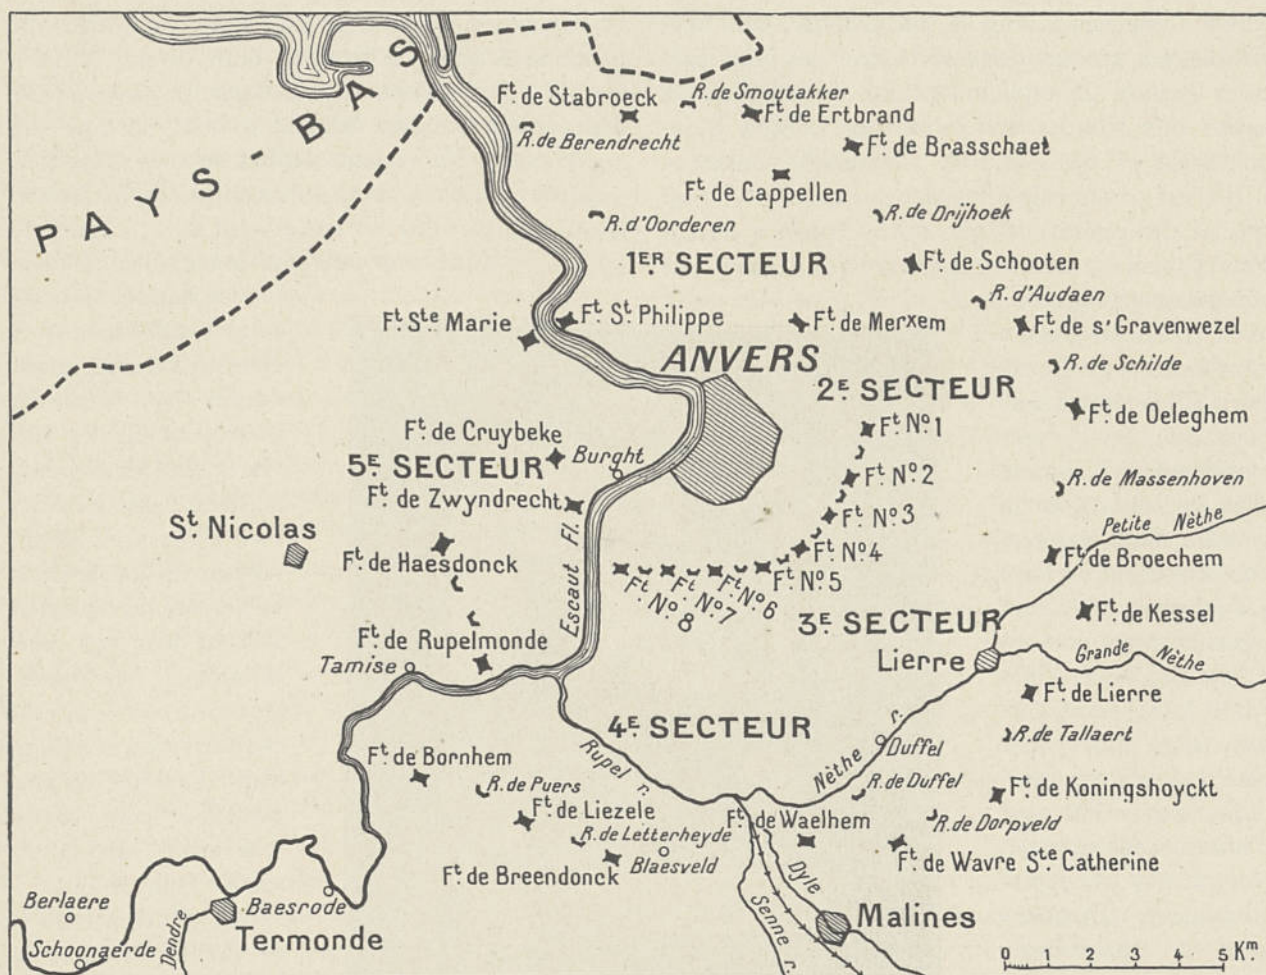 PAYS-BAS
Ft. de Stabroeck
R. de Smoutakker
Ft. de Ertbrand
R. de Berendrecht
Ft. de Brasschaet
Ft. de Cappellen
R. d'Oorderen
R. de Drijhoek
1ER. SECTEUR
Ft. de Schooten
R. d'Audaen
Ft. Ste Marie
Ft. St. Philippe
Ft. de Merxem
Ft. de s'Gravenwezel
ANVERS
R. de Schilde
2E. SECTEUR
Ft. de Oeleghem
Ft. No. 1
Ft. de Cruybeke
5E. SECTEUR
Burght
Ft. No. 2
R. de Massenhoven
Ft. de Zwyndrecht
Ft. No. 3
Petite Nèthe
St. Nicolas
Escaut Fl.
Ft. No. 4
Ft. de Broechem
Ft. de Haesdonck
Ft. No. 5
Ft. No. 6
Ft. No. 7
Ft. No. 8
Ft. de Kessel
3E. SECTEUR
Ft. de Rupelmonde
Tamise
Lierre
Grande Nèthe
Ft. de Lierre
4E. SECTEUR
R. de Tallaert
Ft. de Bornhem
Rupel r.
Nèthe r.
Duffel
R. de Puers
R. de Duffel
Ft. de Koningshoyckt
Ft. de Liezele
Ft. de Waelhem
R. de Dorpveld
R. de Letterheyde
Blaesveld
Ft. de Breendonck
Ft. de Wavre Ste Catherine
Dyle
Senne r.
Malines
Berlaere
Baesrode
Termonde
Dendre
Schoonaerde
0 1 2 3 4 5 Km.